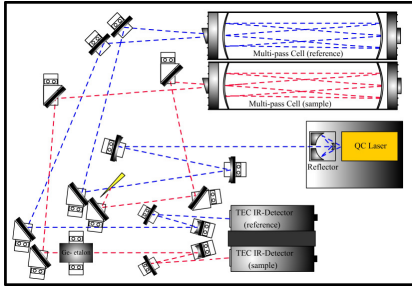 Multi-pass Cell (reference)
Multi-pass Cell (sample)
QC Laser
Reflector
TEC IR-Detector
(reference)
TEC IR-Detector
(sample)
Ge- etalon